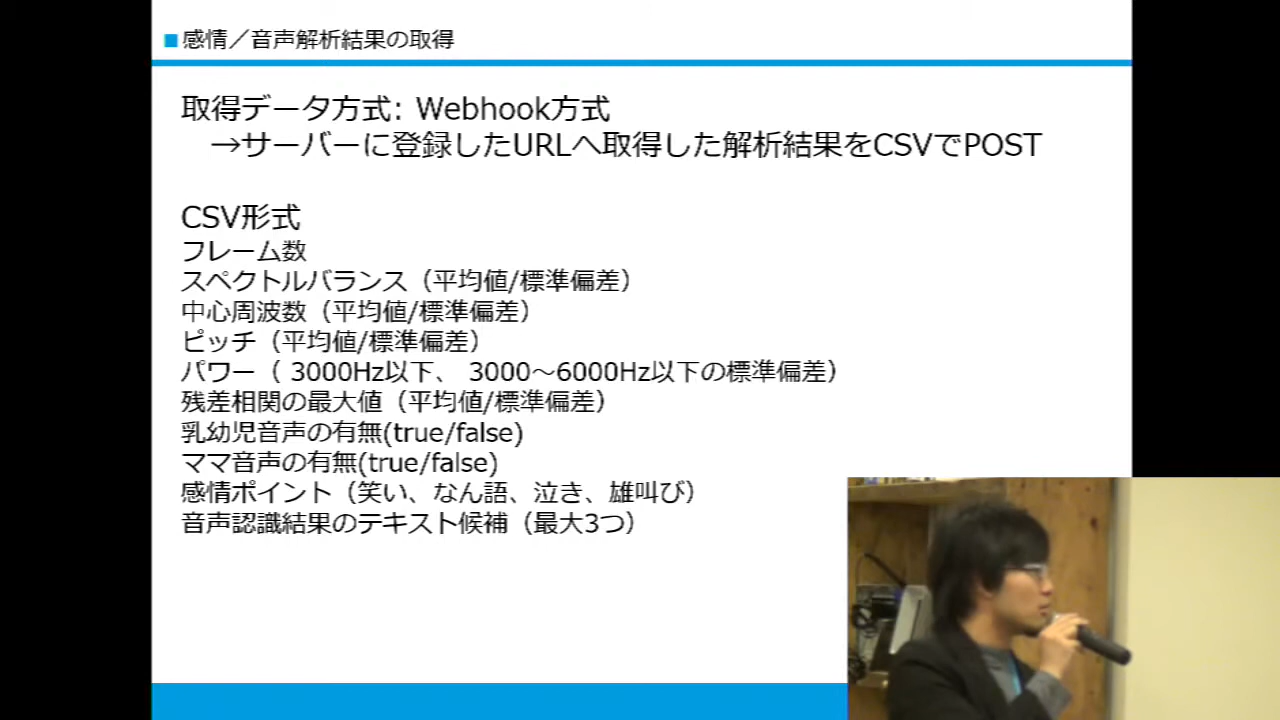 感情／音声解析結果の取得
取得データ方式: Webhook方式
→サーバーに登録したURLへ取得した解析結果をCSVでPOST
CSV形式
フレーム数
スペクトルバランス（平均値/標準偏差）
中心周波数（平均値/標準偏差）
ピッチ（平均値/標準偏差）
パワー（ 3000Hz以下、 3000～6000Hz以下の標準偏差）
残差相関の最大値（平均値/標準偏差）
乳幼児音声の有無(true/false)
ママ音声の有無(true/false)
感情ポイント（笑い、なん語、泣き、雄叫び）
音声認識結果のテキスト候補（最大3つ）